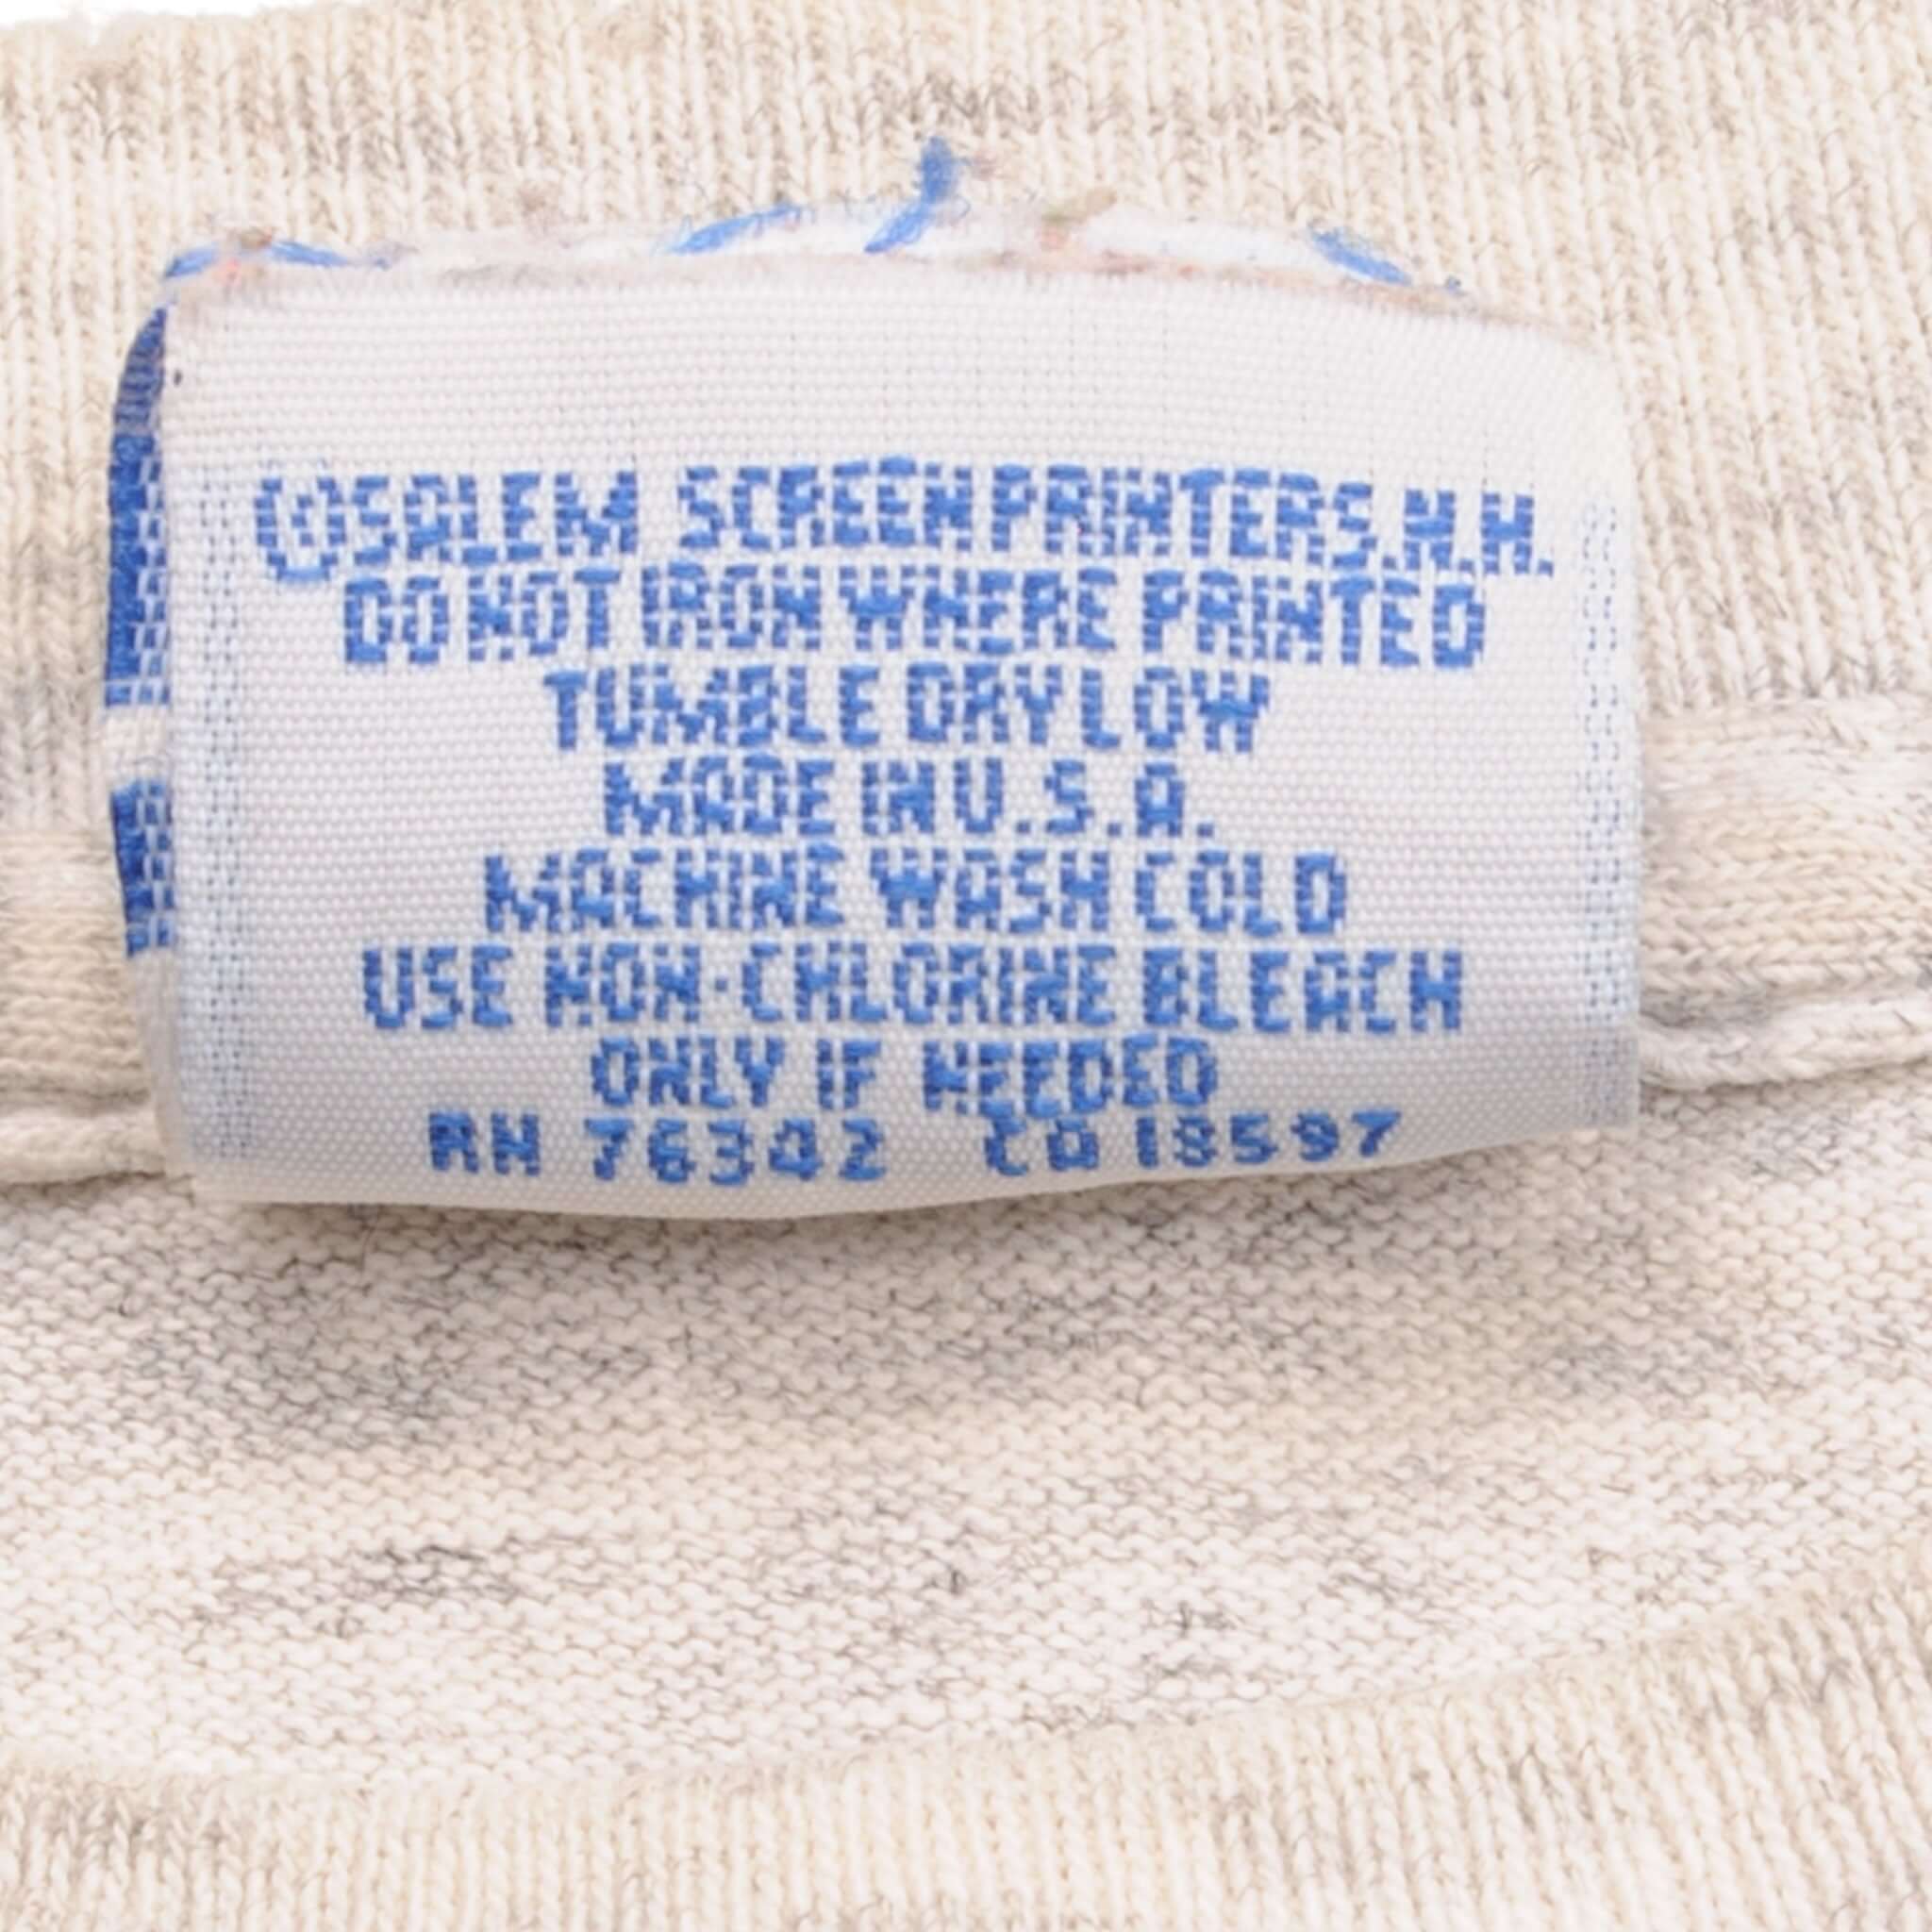 ©SALEM SCREEN PRINTERS.N.H.
DO NOT IRON WHERE PRINTED
TUMBLE DRY LOW
MADE IN U.S.A.
MACHINE WASH COLD
USE NON-CHLORINE BLEACH
ONLY IF NEEDED
RN 76342 CA 18597